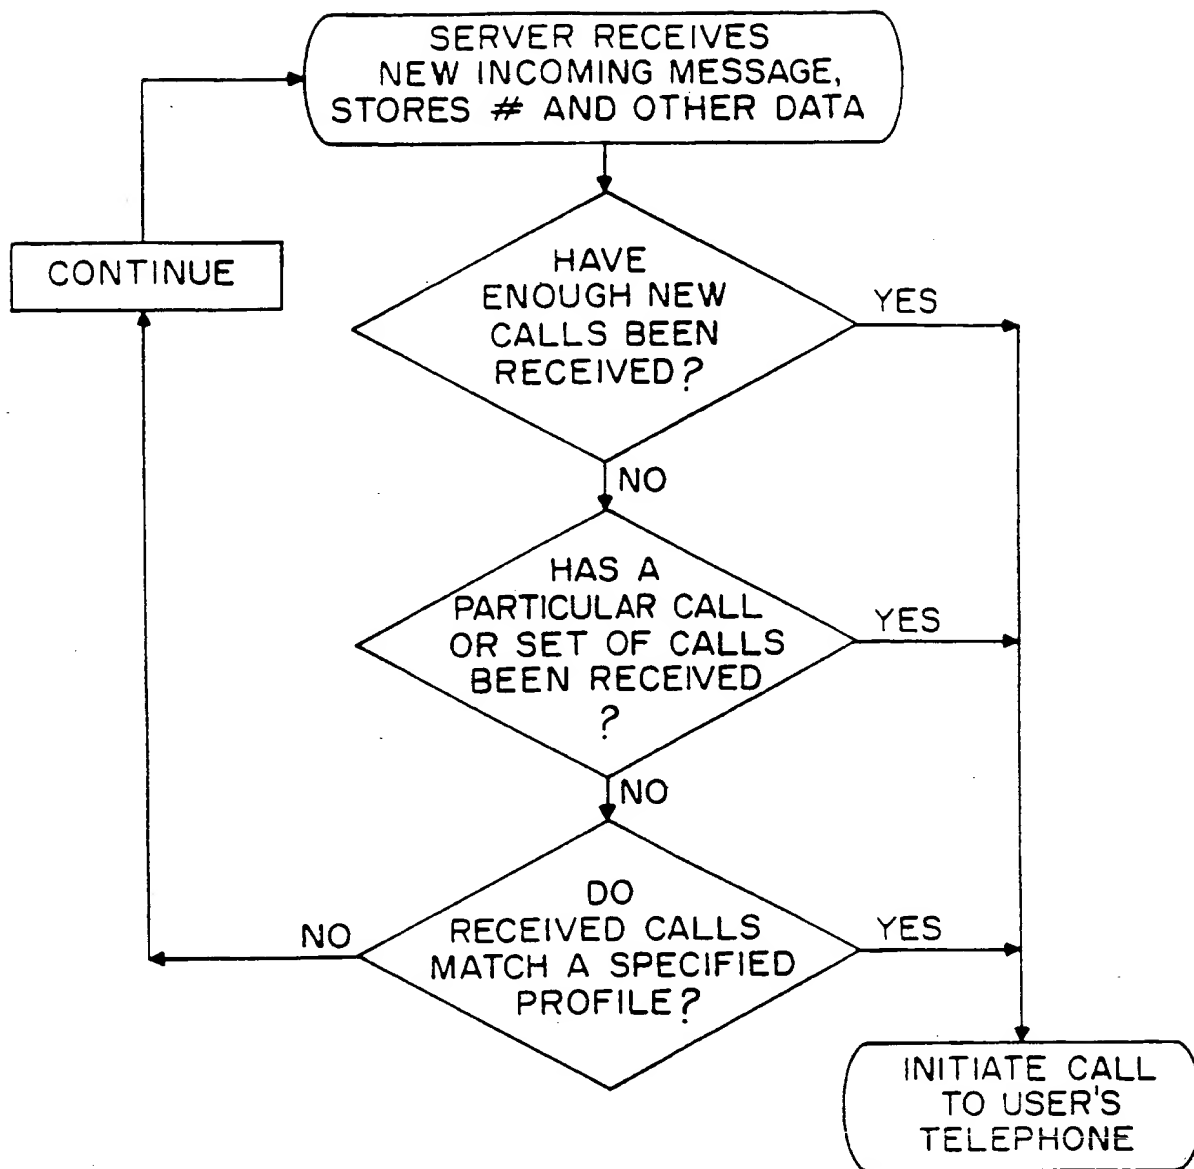 SERVER RECEIVES
NEW INCOMING MESSAGE,
STORES # AND OTHER DATA
CONTINUE
HAVE
ENOUGH NEW
CALLS BEEN
RECEIVED?
YES
NO
HAS A
PARTICULAR CALL
OR SET OF CALLS
BEEN RECEIVED
?
YES
NO
DO
RECEIVED CALLS
MATCH A SPECIFIED
PROFILE?
NO
YES
INITIATE CALL
TO USER'S
TELEPHONE